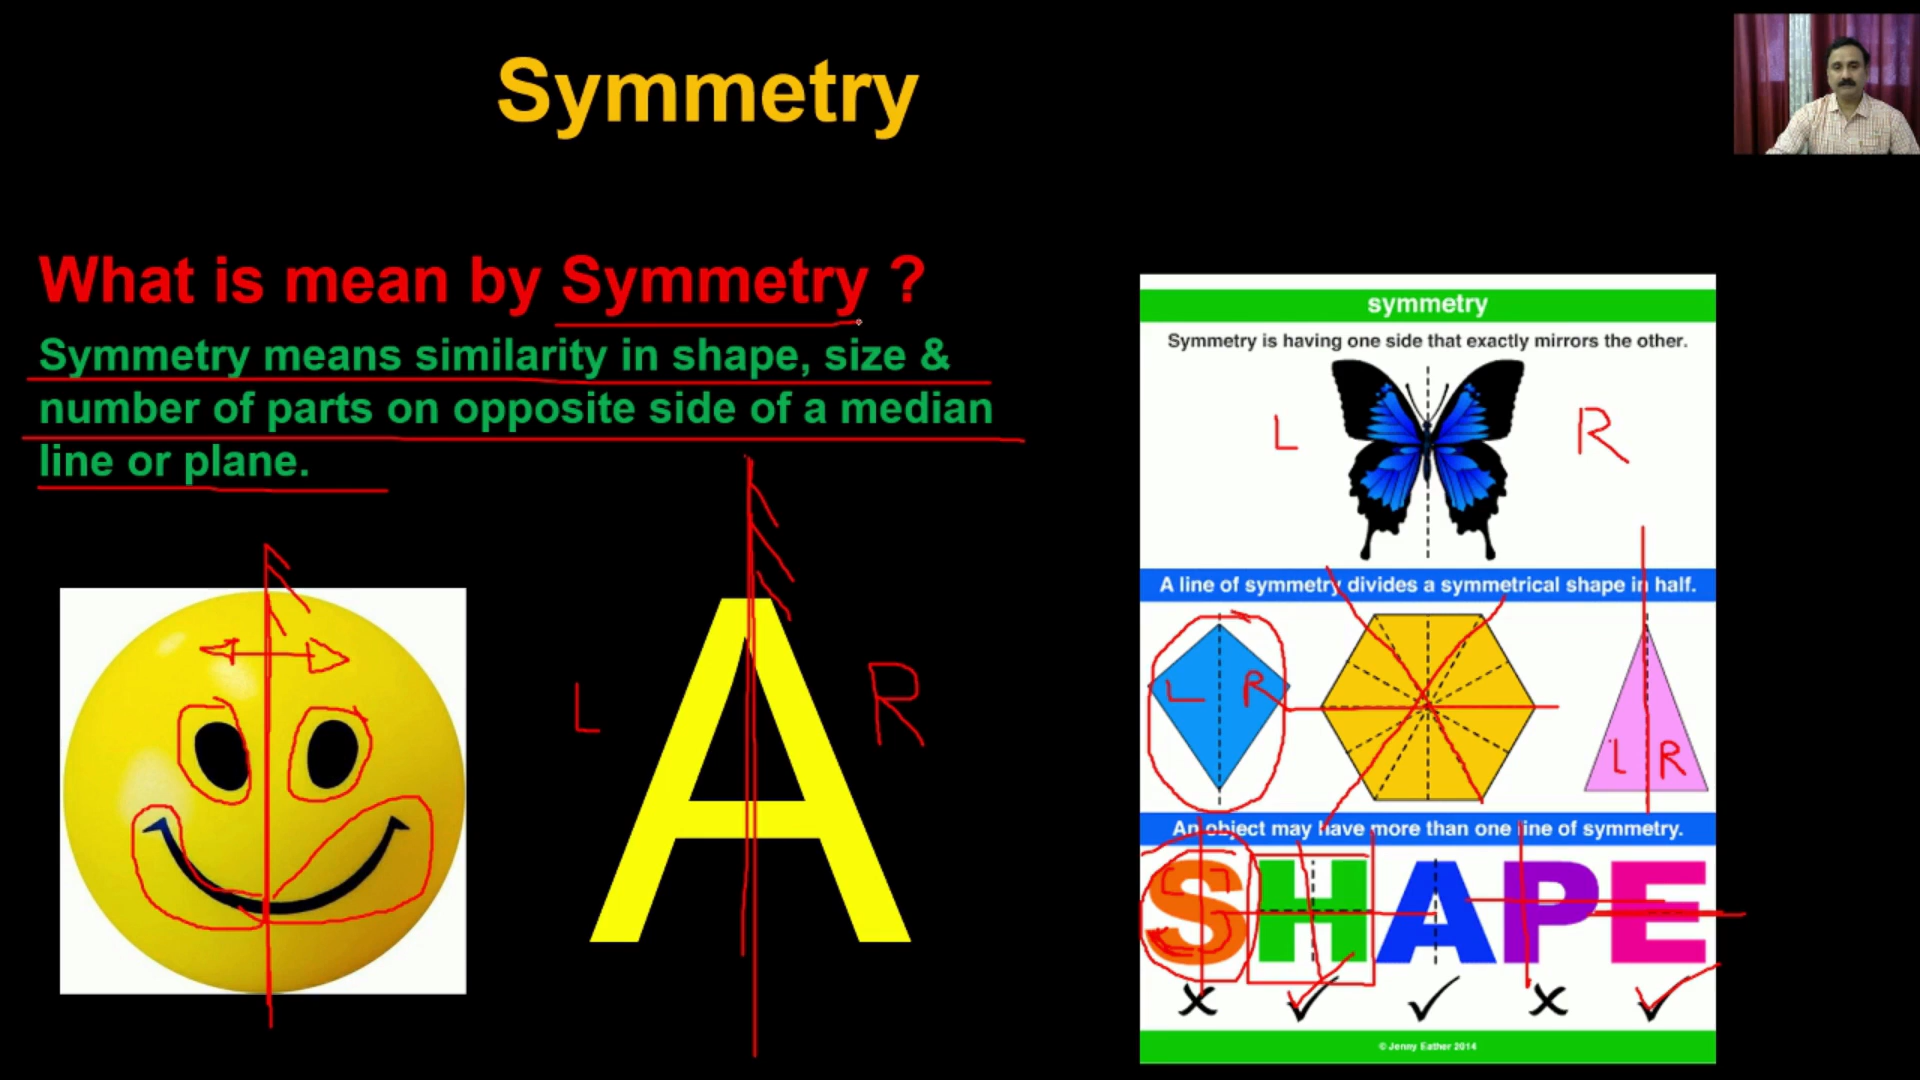 Symmetry
What is mean by Symmetry ?
Symmetry means similarity in shape, size &
number of parts on opposite side of a median
line or plane.
L A R
symmetry
Symmetry is having one side that exactly mirrors the other.
L R
A line of symmetry divides a symmetrical shape in half.
L R
L R
An object may have more than one line of symmetry.
SHAPE
© Jenny Eather 2014